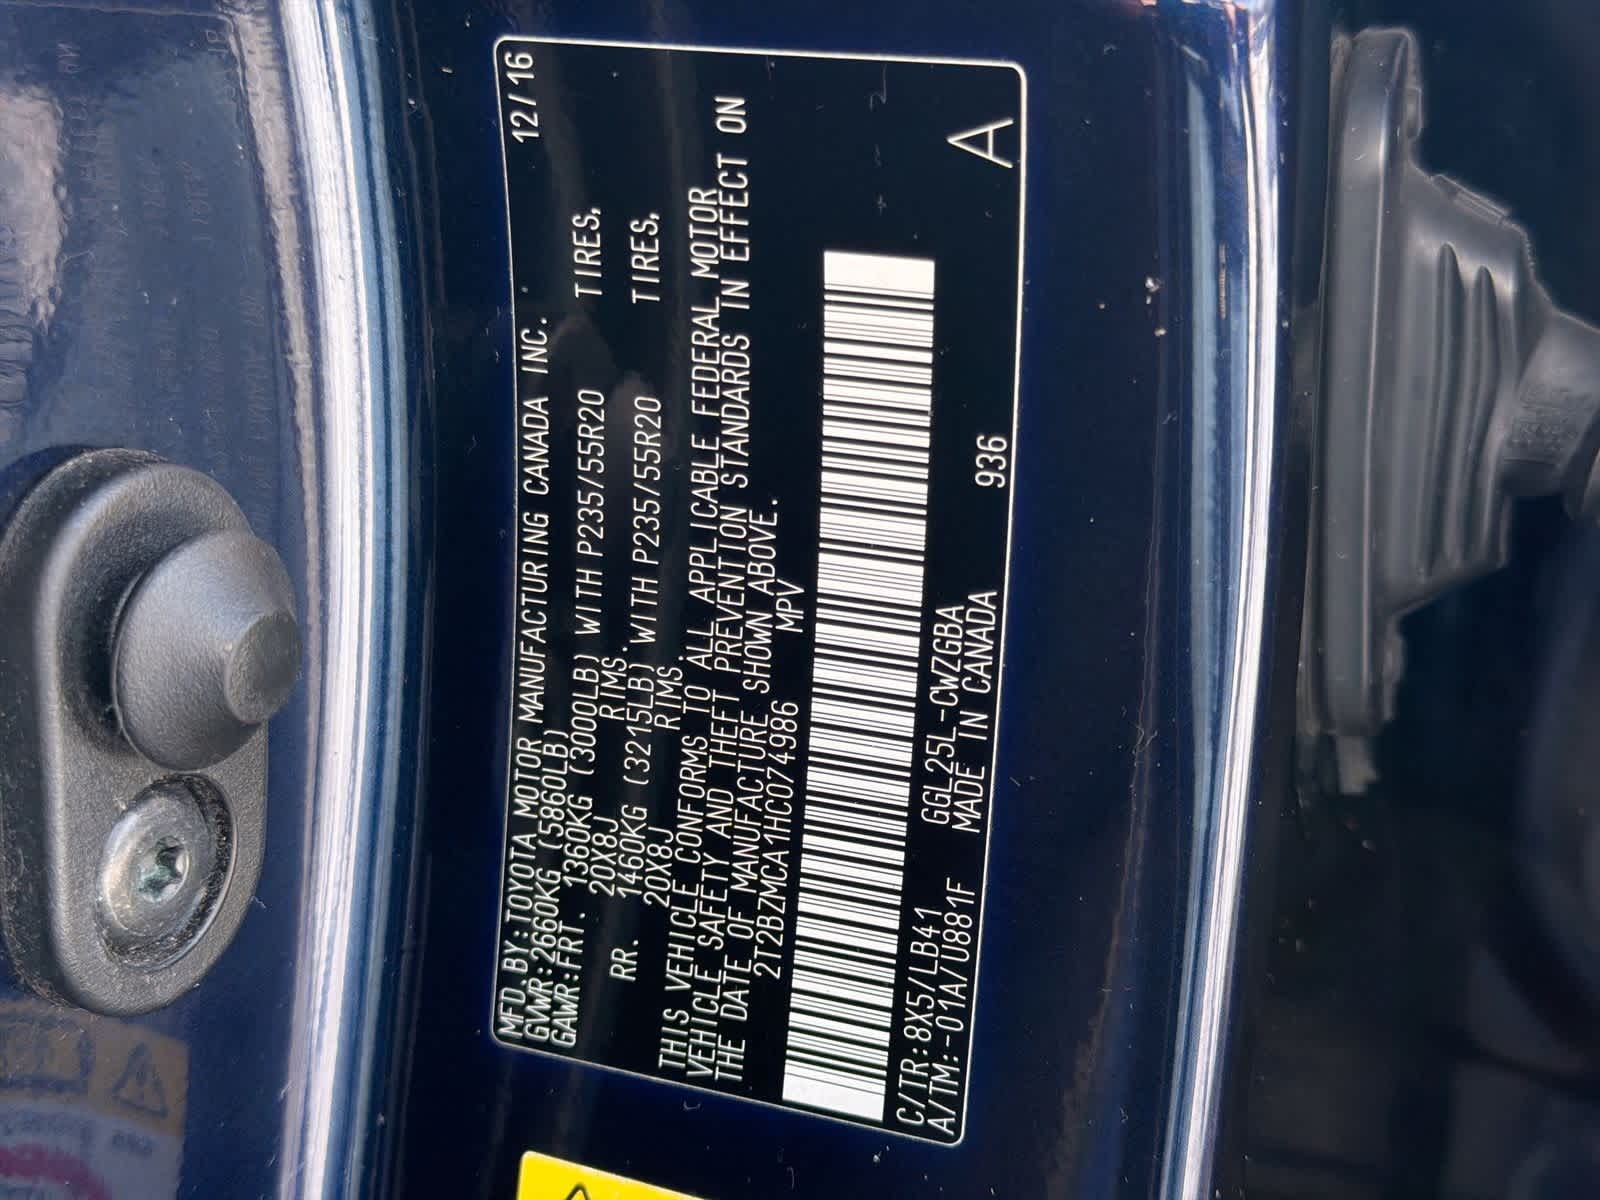 MFD.BY:TOYOTA MOTOR MANUFACTURING CANADA INC. 12/16
GVWR:2660KG (5860LB)
GAWR:FRT. 1360KG (3000LB) WITH P235/55R20 TIRES,
20X8J RIMS.
RR. 1460KG (3215LB) WITH P235/55R20 TIRES,
20X8J RIMS.
THIS VEHICLE CONFORMS TO ALL APPLICABLE FEDERAL MOTOR
VEHICLE SAFETY AND THEFT PREVENTION STANDARDS IN EFFECT ON
THE DATE OF MANUFACTURE SHOWN ABOVE.
2T2BZMCA1HC074986 MPV
C/TR:8X5/LB41 GGL25L-CWZGBA
A/TM:-01A/U881F MADE IN CANADA 936 A